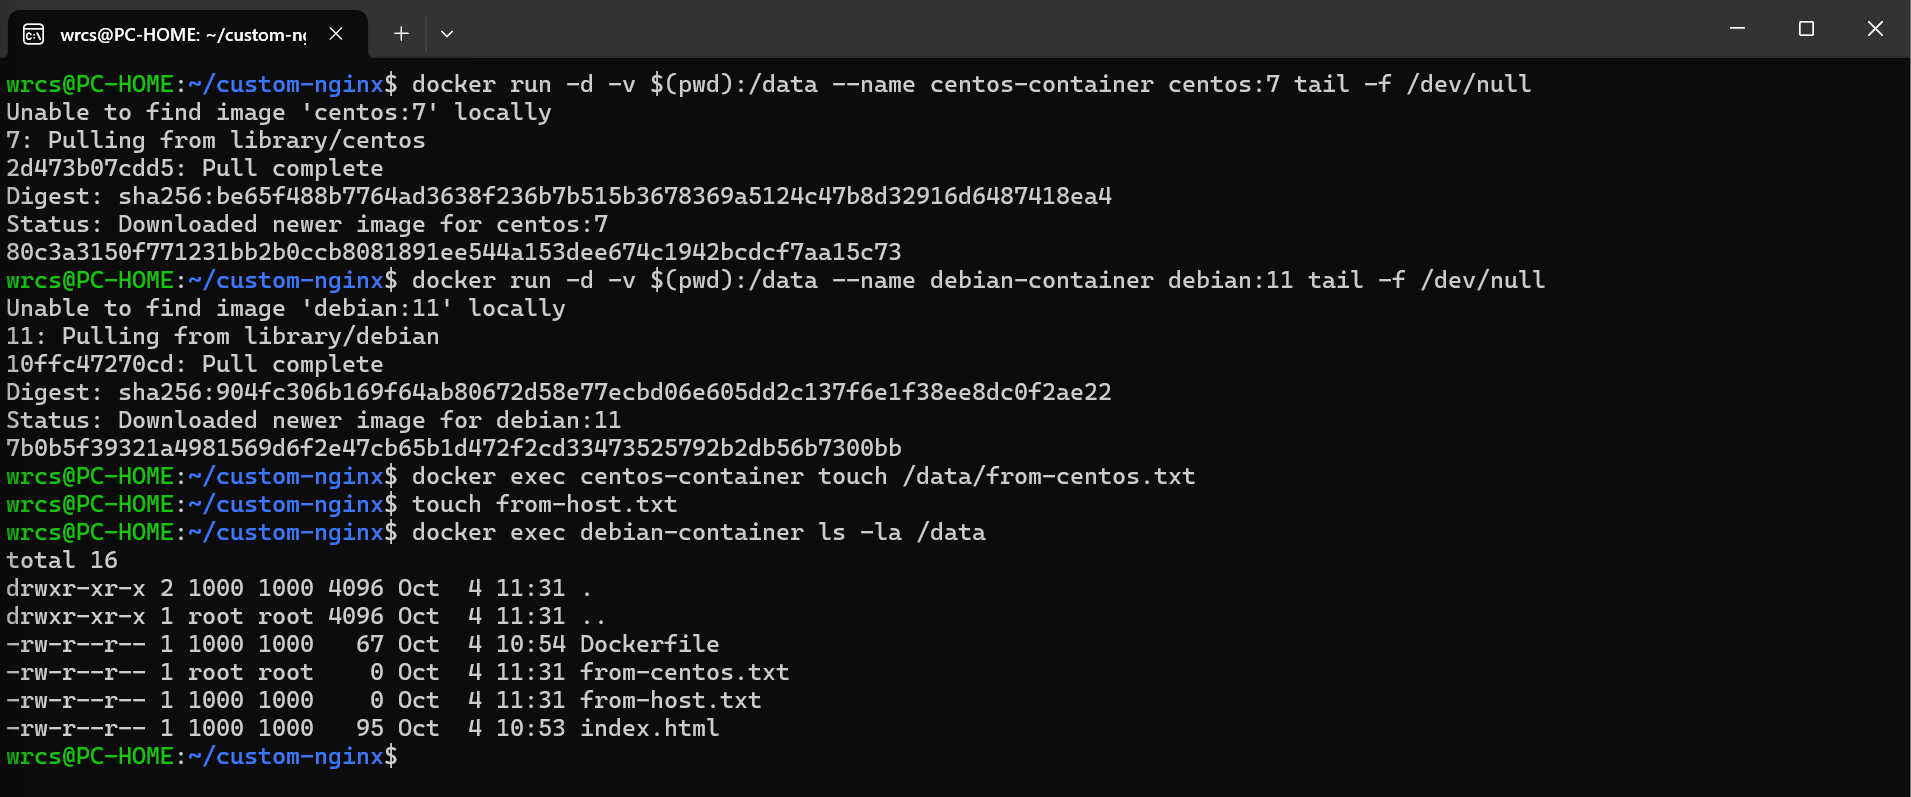 wrcs@PC-HOME: ~/custom-ng
wrcs@PC-HOME:~/custom-nginx$ docker run -d -v $(pwd):/data --name centos-container centos:7 tail -f /dev/null
Unable to find image 'centos:7' locally
7: Pulling from library/centos
2d473b07cdd5: Pull complete
Digest: sha256:be65f488b7764ad3638f236b7b515b3678369a5124c47b8d32916d6487418ea4
Status: Downloaded newer image for centos:7
80c3a3150f771231bb2b0ccb8081891ee544a153dee674c1942bcdcf7aa15c73
wrcs@PC-HOME:~/custom-nginx$ docker run -d -v $(pwd):/data --name debian-container debian:11 tail -f /dev/null
Unable to find image 'debian:11' locally
11: Pulling from library/debian
10ffc47270cd: Pull complete
Digest: sha256:904fc306b169f64ab80672d58e77ecbd06e605dd2c137f6e1f38ee8dc0f2ae22
Status: Downloaded newer image for debian:11
7b0b5f39321a4981569d6f2e47cb65b1d472f2cd33473525792b2db56b7300bb
wrcs@PC-HOME:~/custom-nginx$ docker exec centos-container touch /data/from-centos.txt
wrcs@PC-HOME:~/custom-nginx$ touch from-host.txt
wrcs@PC-HOME:~/custom-nginx$ docker exec debian-container ls -la /data
total 16
drwxr-xr-x 2 1000 1000 4096 Oct  4 11:31 .
drwxr-xr-x 1 root root 4096 Oct  4 11:31 ..
-rw-r--r-- 1 1000 1000   67 Oct  4 10:54 Dockerfile
-rw-r--r-- 1 root root    0 Oct  4 11:31 from-centos.txt
-rw-r--r-- 1 1000 1000    0 Oct  4 11:31 from-host.txt
-rw-r--r-- 1 1000 1000   95 Oct  4 10:53 index.html
wrcs@PC-HOME:~/custom-nginx$